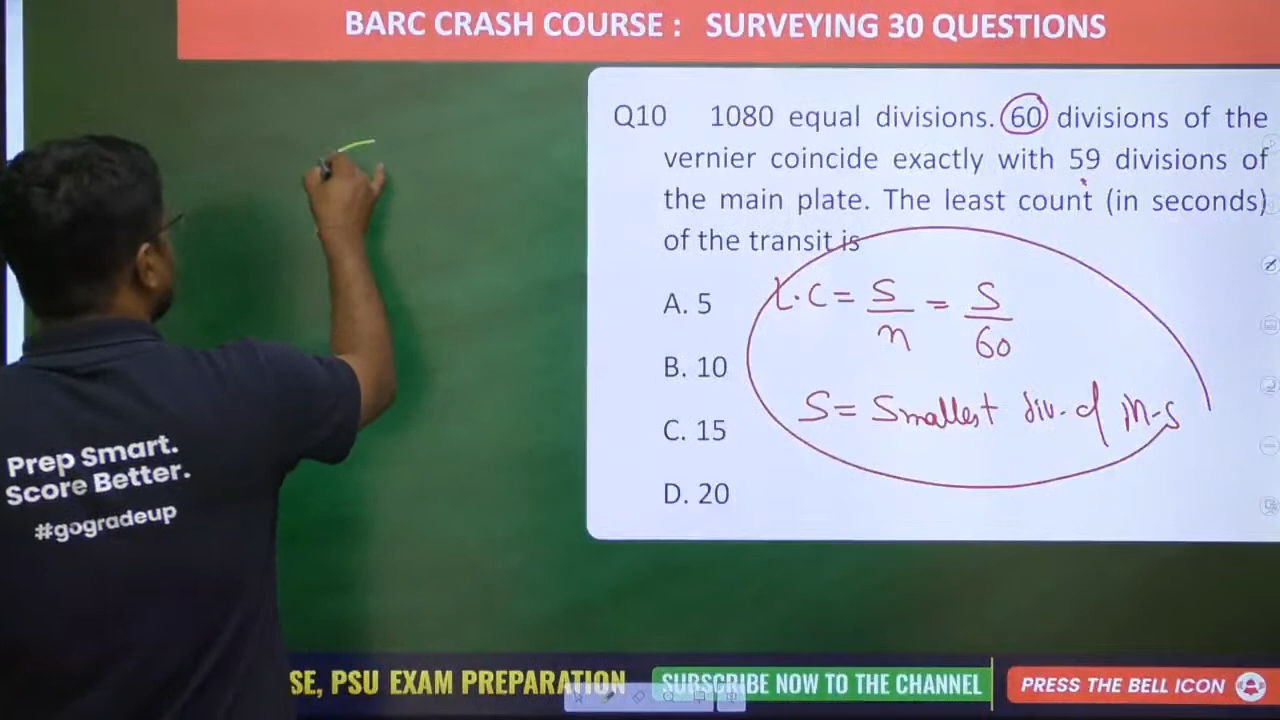 BARC CRASH COURSE : SURVEYING 30 QUESTIONS
Q10 1080 equal divisions. 60 divisions of the
vernier coincide exactly with 59 divisions of
the main plate. The least count (in seconds)
of the transit is
A. 5
B. 10
C. 15
D. 20
L.C = S/n = S/60
S = Smallest div. of m-s
Prep Smart.
Score Better.
#gogradeup
SE, PSU EXAM PREPARATION
SUBSCRIBE NOW TO THE CHANNEL
PRESS THE BELL ICON